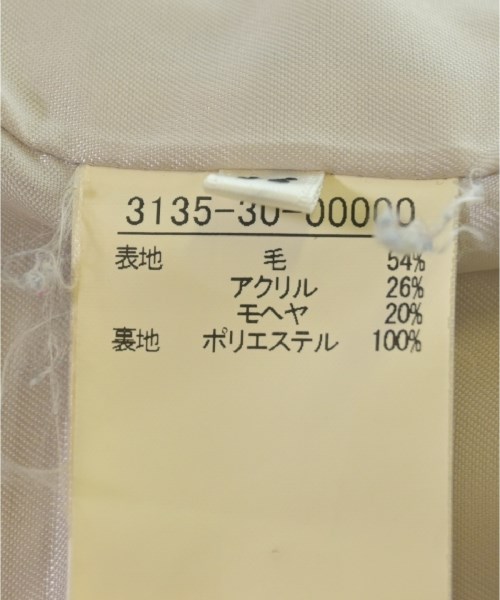 3135-30-00000
表地 毛 54%
アクリル 26%
モヘヤ 20%
裏地 ポリエステル 100%